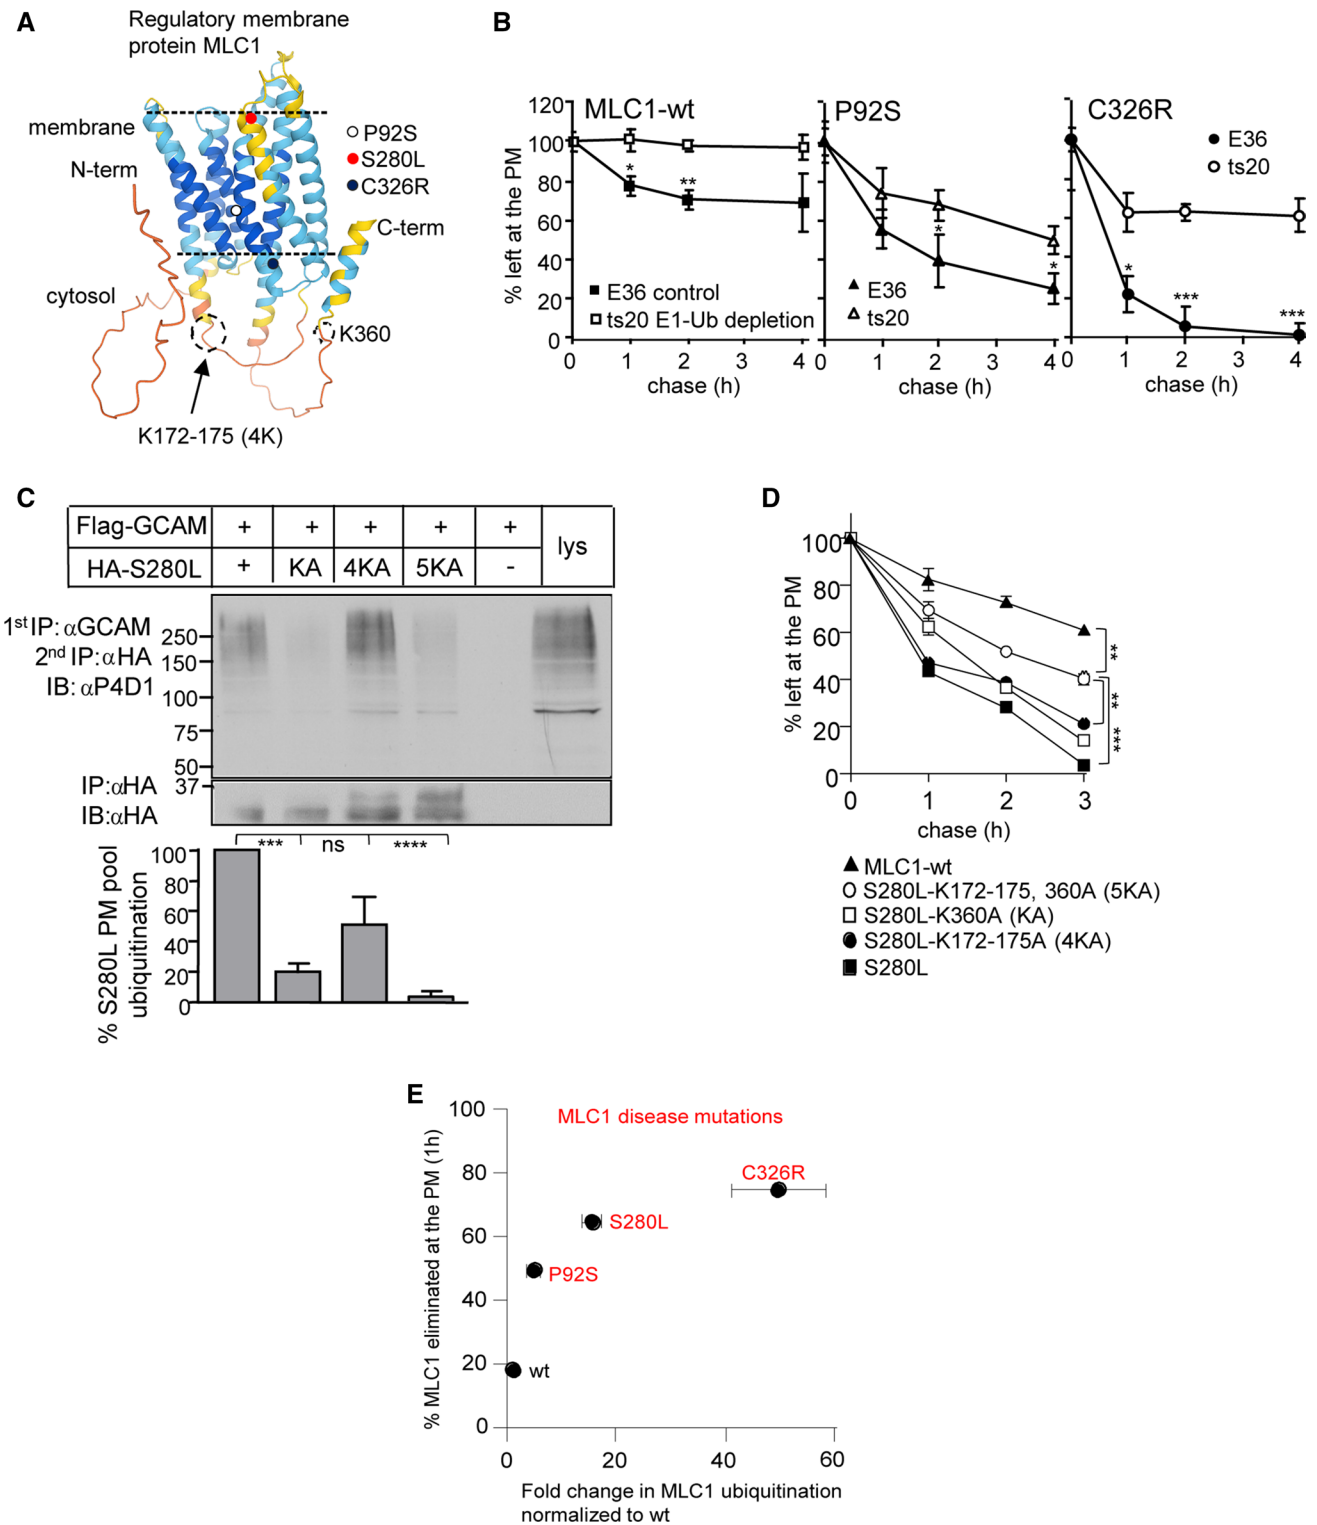 A
Regulatory membrane
protein MLC1
membrane
N-term
P92S
S280L
C326R
C-term
cytosol
K360
K172-175 (4K)
B
% left at the PM
120
100
80
60
40
20
0
MLC1-wt
*
**
E36 control
ts20 E1-Ub depletion
0 1 2 3 4
chase (h)
P92S
*
*
E36
ts20
0 1 2 3 4
chase (h)
C326R
E36
ts20
*
***
***
0 1 2 3 4
chase (h)
C
Flag-GCAM + + + + + lys
HA-S280L + KA 4KA 5KA -
1st IP: αGCAM
2nd IP: αHA
IB: αP4D1
250
150
100
75
50
37
IP:αHA
IB:αHA
*** ns ****
% S280L PM pool
ubiquitination
100
80
60
40
20
0
D
% left at the PM
100
80
60
40
20
0
**
**
***
0 1 2 3
chase (h)
MLC1-wt
S280L-K172-175, 360A (5KA)
S280L-K360A (KA)
S280L-K172-175A (4KA)
S280L
E
% MLC1 eliminated at the PM (1h)
100
80
60
40
20
0
MLC1 disease mutations
C326R
S280L
P92S
wt
0 20 40 60
Fold change in MLC1 ubiquitination
normalized to wt